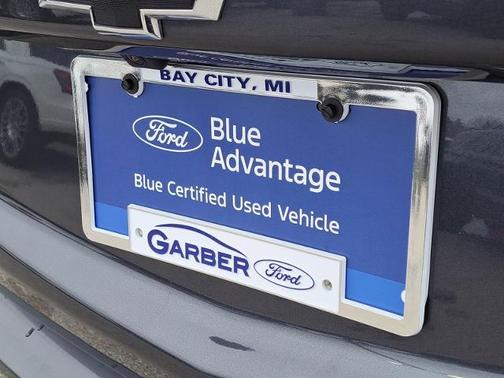 BAY CITY, MI
Ford
Blue
Advantage
Blue Certified Used Vehicle
GARBER
Ford